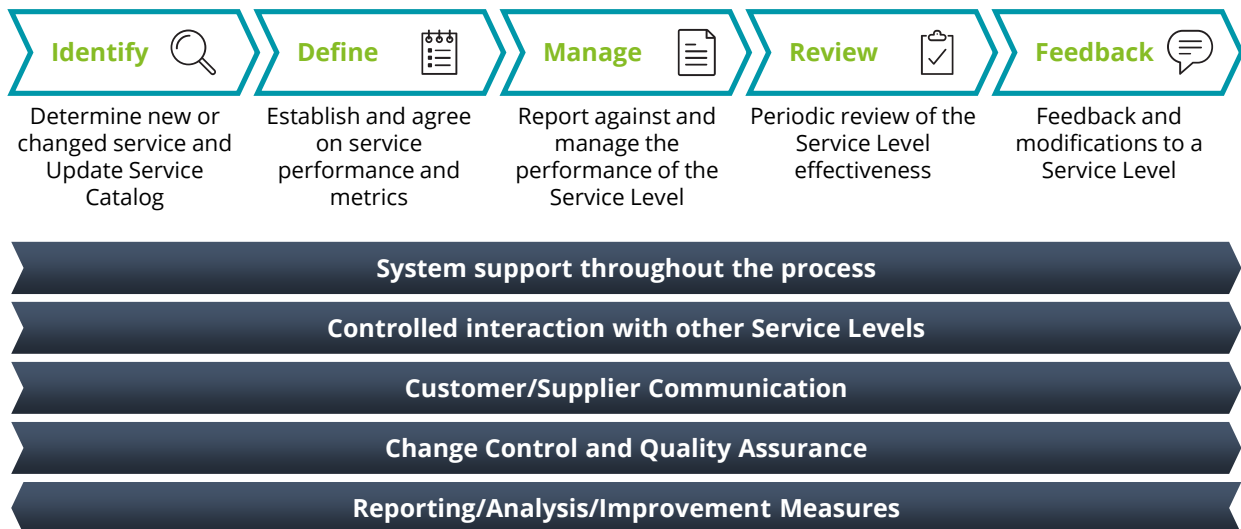 Identify
Define
Manage
Review
Feedback
Determine new or
changed service and
Update Service
Catalog
Establish and agree
on service
performance and
metrics
Report against and
manage the
performance of the
Service Level
Periodic review of the
Service Level
effectiveness
Feedback and
modifications to a
Service Level
System support throughout the process
Controlled interaction with other Service Levels
Customer/Supplier Communication
Change Control and Quality Assurance
Reporting/Analysis/Improvement Measures